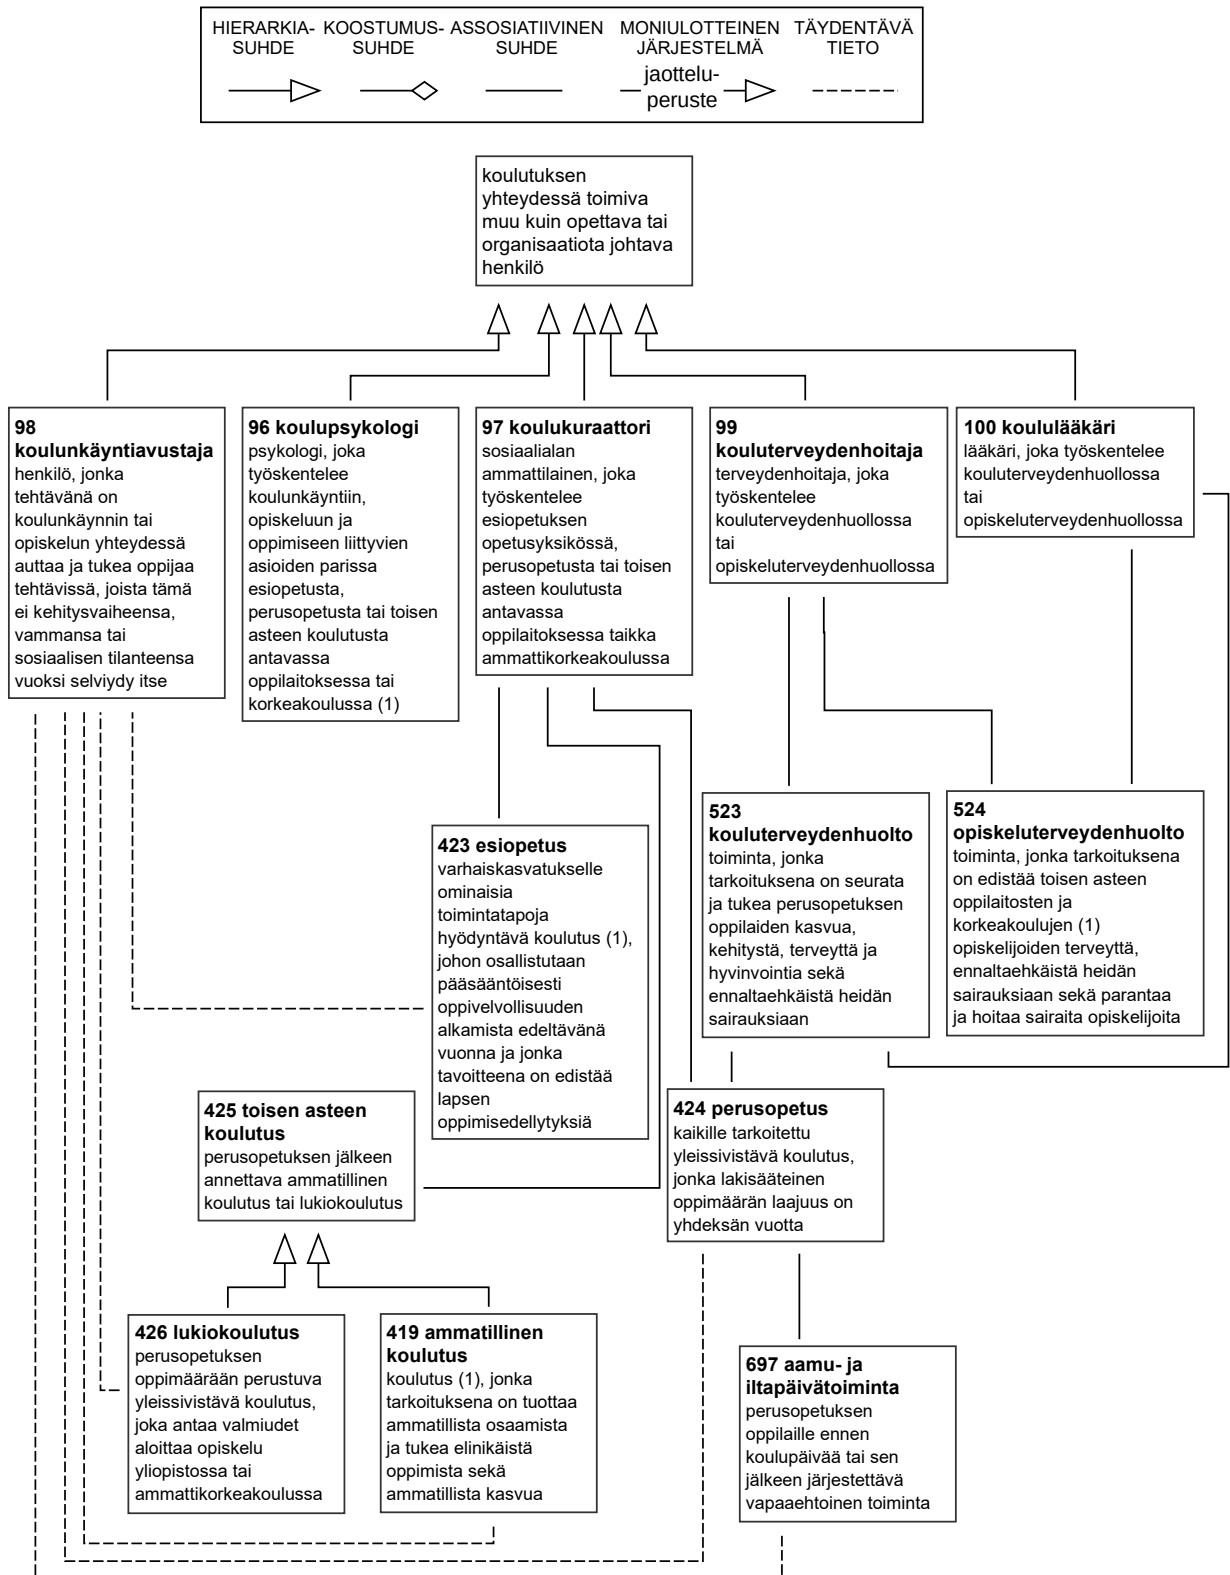 HIERARKIA-
SUHDE
KOOSTUMUS-
SUHDE
ASSOSIATIIVINEN
SUHDE
MONIULOTTEINEN
JÄRJESTELMÄ
jaottelu-
peruste
TÄYDENTÄVÄ
TIETO
koulutuksen
yhteydessä toimiva
muu kuin opettava tai
organisaatiota johtava
henkilö
98
koulunkäyntiavustaja
henkilö, jonka
tehtävänä on
koulunkäynnin tai
opiskelun yhteydessä
auttaa ja tukea oppijaa
tehtävissä, joista tämä
ei kehitysvaiheensa,
vammansa tai
sosiaalisen tilanteensa
vuoksi selviydy itse
96 koulupsykologi
psykologi, joka
työskentelee
koulunkäyntiin,
opiskeluun ja
oppimiseen liittyvien
asioiden parissa
esiopetusta,
perusopetusta tai toisen
asteen koulutusta
antavassa
oppilaitoksessa tai
korkeakoulussa (1)
97 koulukuraattori
sosiaalialan
ammattilainen, joka
työskentelee
esiopetuksen
opetusyksikössä,
perusopetusta tai toisen
asteen koulutusta
antavassa
oppilaitoksessa taikka
ammattikorkeakoulussa
99
kouluterveydenhoitaja
terveydenhoitaja, joka
työskentelee
kouluterveydenhuollossa
tai
opiskeluterveydenhuollossa
100 koululääkäri
lääkäri, joka työskentelee
kouluterveydenhuollossa
tai
opiskeluterveydenhuollossa
423 esiopetus
varhaiskasvatukselle
ominaisia
toimintatapoja
hyödyntävä koulutus (1),
johon osallistutaan
pääsääntöisesti
oppivelvollisuuden
alkamista edeltävänä
vuonna ja jonka
tavoitteena on edistää
lapsen
oppimisedellytyksiä
523
kouluterveydenhuolto
toiminta, jonka
tarkoituksena on seurata
ja tukea perusopetuksen
oppilaiden kasvua,
kehitystä, terveyttä ja
hyvinvointia sekä
ennaltaehkäistä heidän
sairauksiaan
524
opiskeluterveydenhuolto
toiminta, jonka tarkoituksena
on edistää toisen asteen
oppilaitosten ja
korkeakoulujen (1)
opiskelijoiden terveyttä,
ennaltaehkäistä heidän
sairauksiaan sekä parantaa
ja hoitaa sairaita opiskelijoita
425 toisen asteen
koulutus
perusopetuksen jälkeen
annettava ammatillinen
koulutus tai lukiokoulutus
424 perusopetus
kaikille tarkoitettu
yleissivistävä koulutus,
jonka lakisääteinen
oppimäärän laajuus on
yhdeksän vuotta
426 lukiokoulutus
perusopetuksen
oppimäärään perustuva
yleissivistävä koulutus,
joka antaa valmiudet
aloittaa opiskelu
yliopistossa tai
ammattikorkeakoulussa
419 ammatillinen
koulutus
koulutus (1), jonka
tarkoituksena on tuottaa
ammatillista osaamista
ja tukea elinikäistä
oppimista sekä
ammatillista kasvua
697 aamu- ja
iltapäivätoiminta
perusopetuksen
oppilaille ennen
koulupäivää tai sen
jälkeen järjestettävä
vapaaehtoinen toiminta